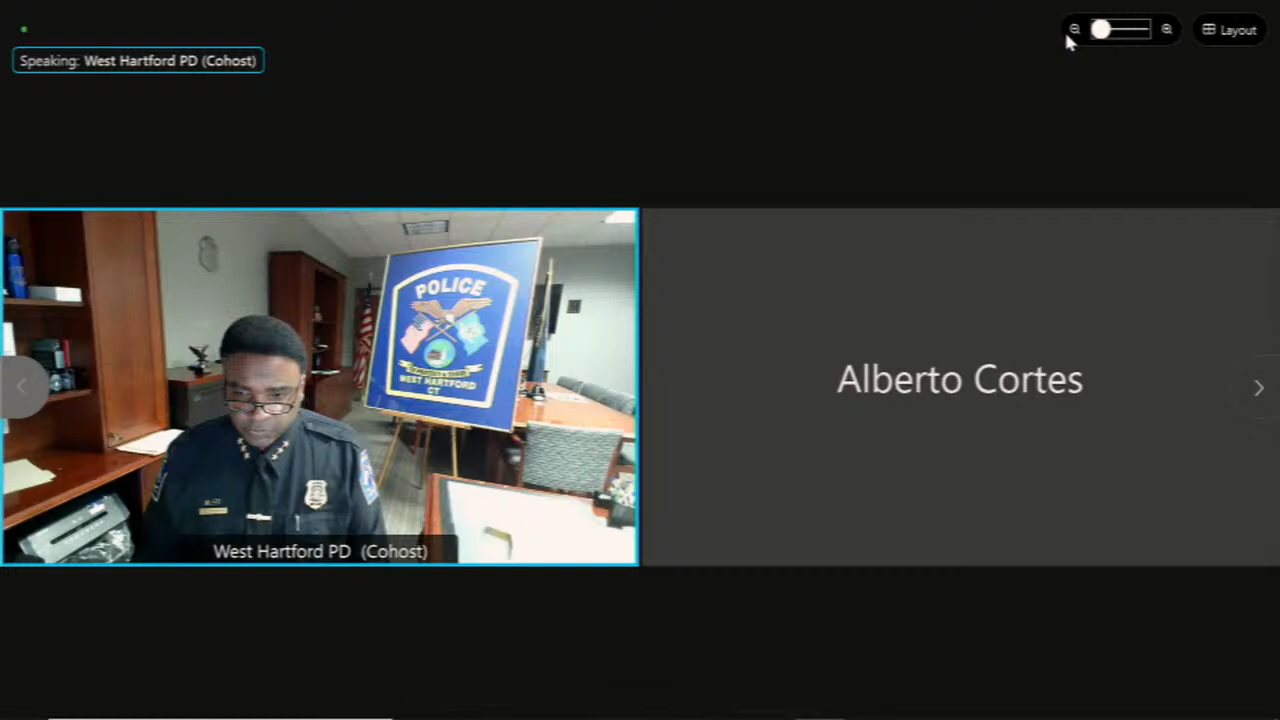 Speaking: West Hartford PD (Cohost)
Layout
POLICE
WEST HARTFORD
CT
West Hartford PD (Cohost)
Alberto Cortes